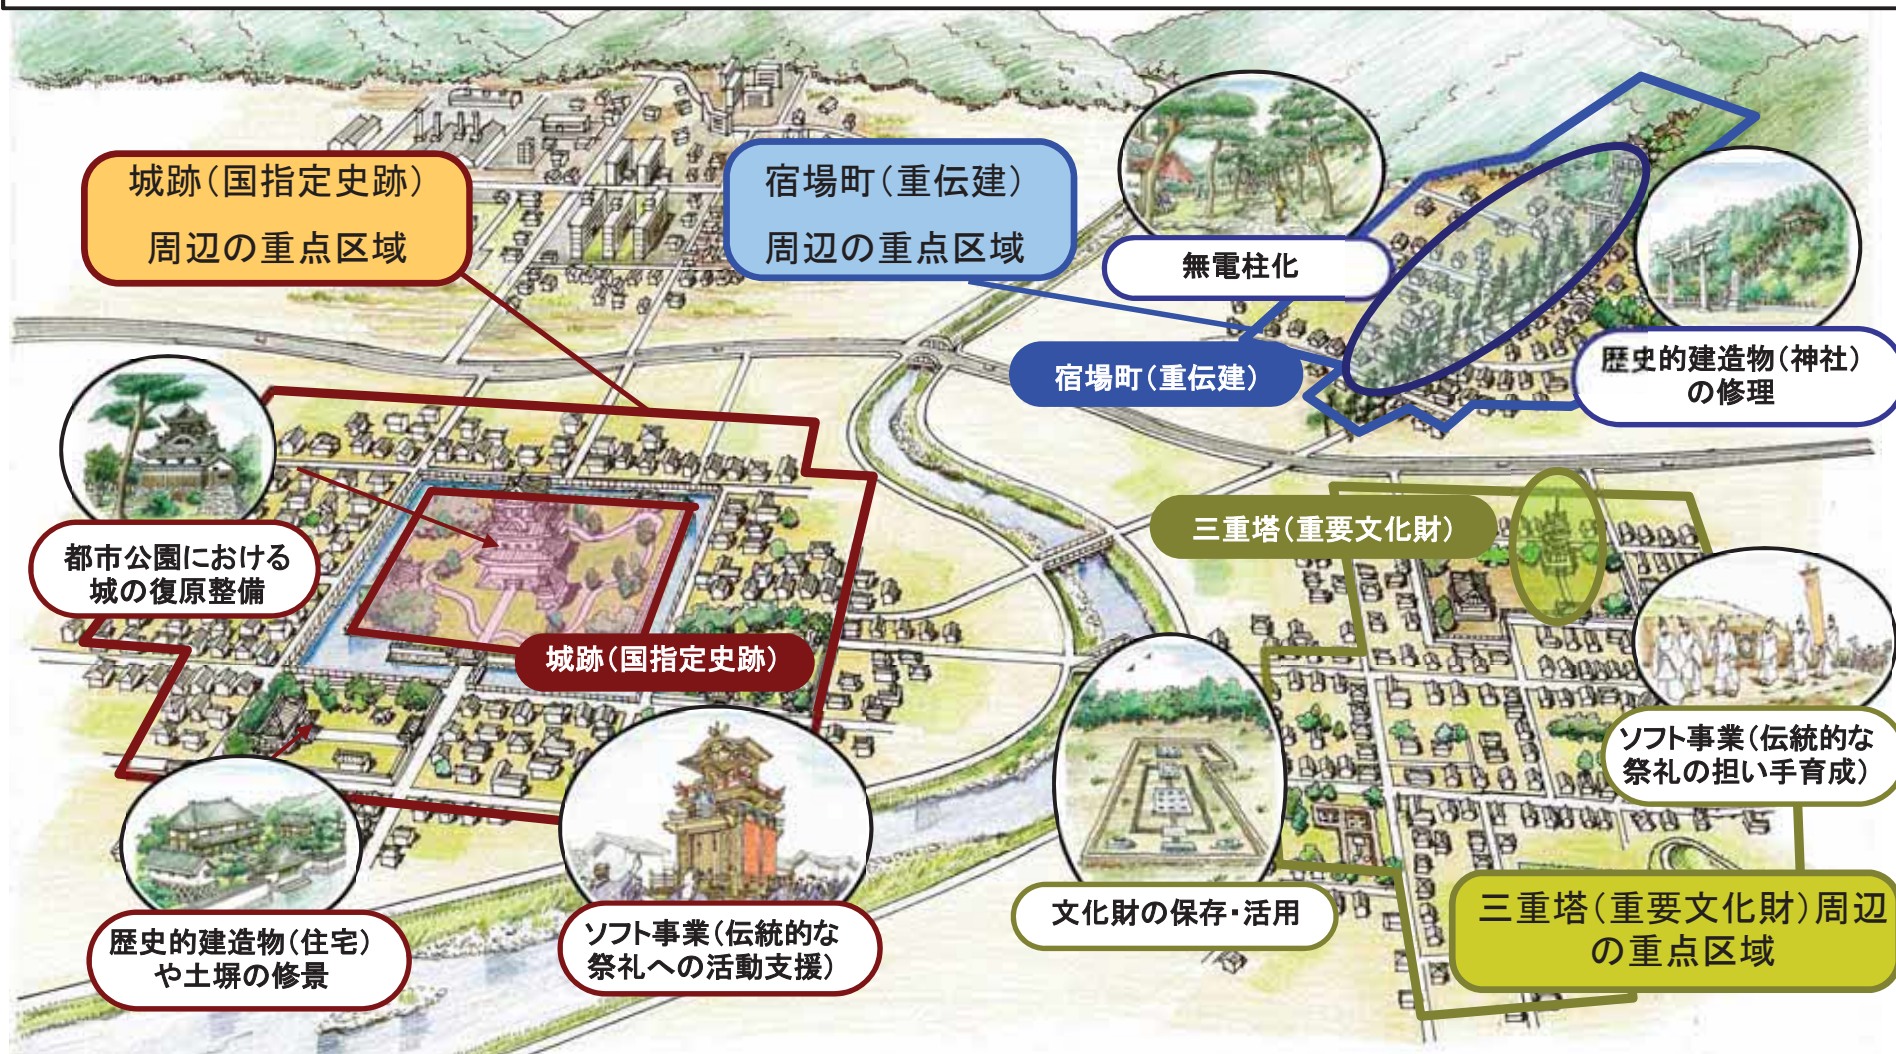 城跡（国指定史跡）
周辺の重点区域
宿場町（重伝建）
周辺の重点区域
無電柱化
宿場町（重伝建）
歴史的建造物（神社）
の修理
都市公園における
城の復原整備
城跡（国指定史跡）
三重塔（重要文化財）
ソフト事業（伝統的な
祭礼の担い手育成）
歴史的建造物（住宅）
や土塀の修景
ソフト事業（伝統的な
祭礼への活動支援）
文化財の保存・活用
三重塔（重要文化財）周辺
の重点区域